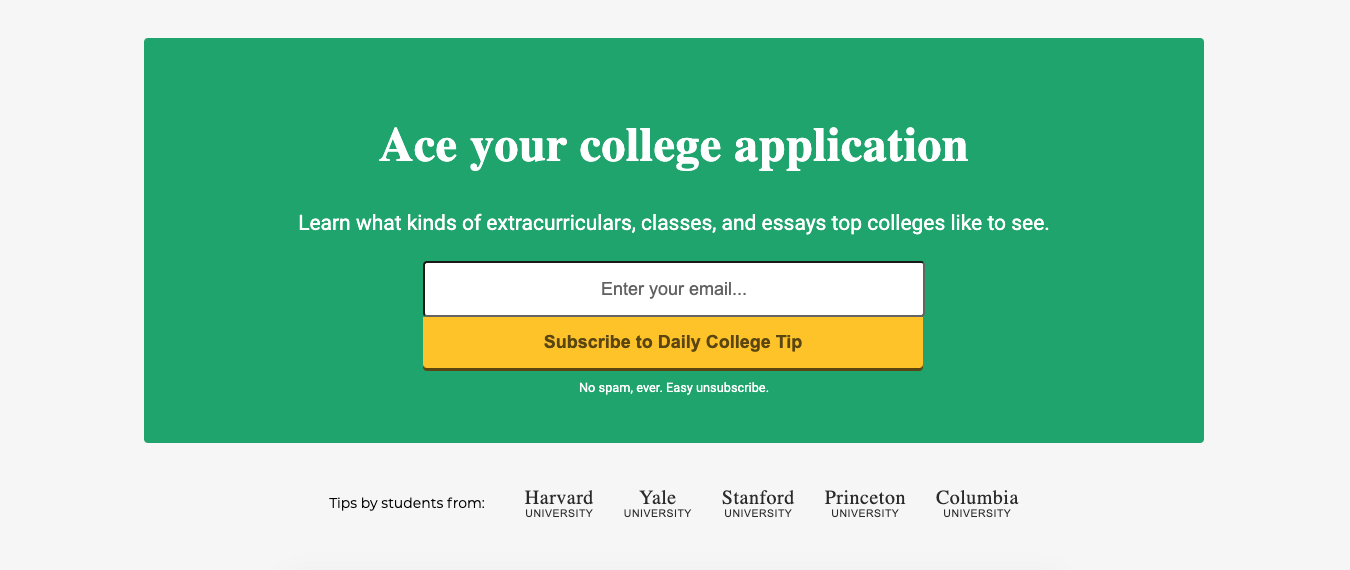 Ace your college application
Learn what kinds of extracurriculars, classes, and essays top colleges like to see.
Enter your email...
Subscribe to Daily College Tip
No spam, ever. Easy unsubscribe.
Tips by students from:
Harvard
UNIVERSITY
Yale
UNIVERSITY
Stanford
UNIVERSITY
Princeton
UNIVERSITY
Columbia
UNIVERSITY